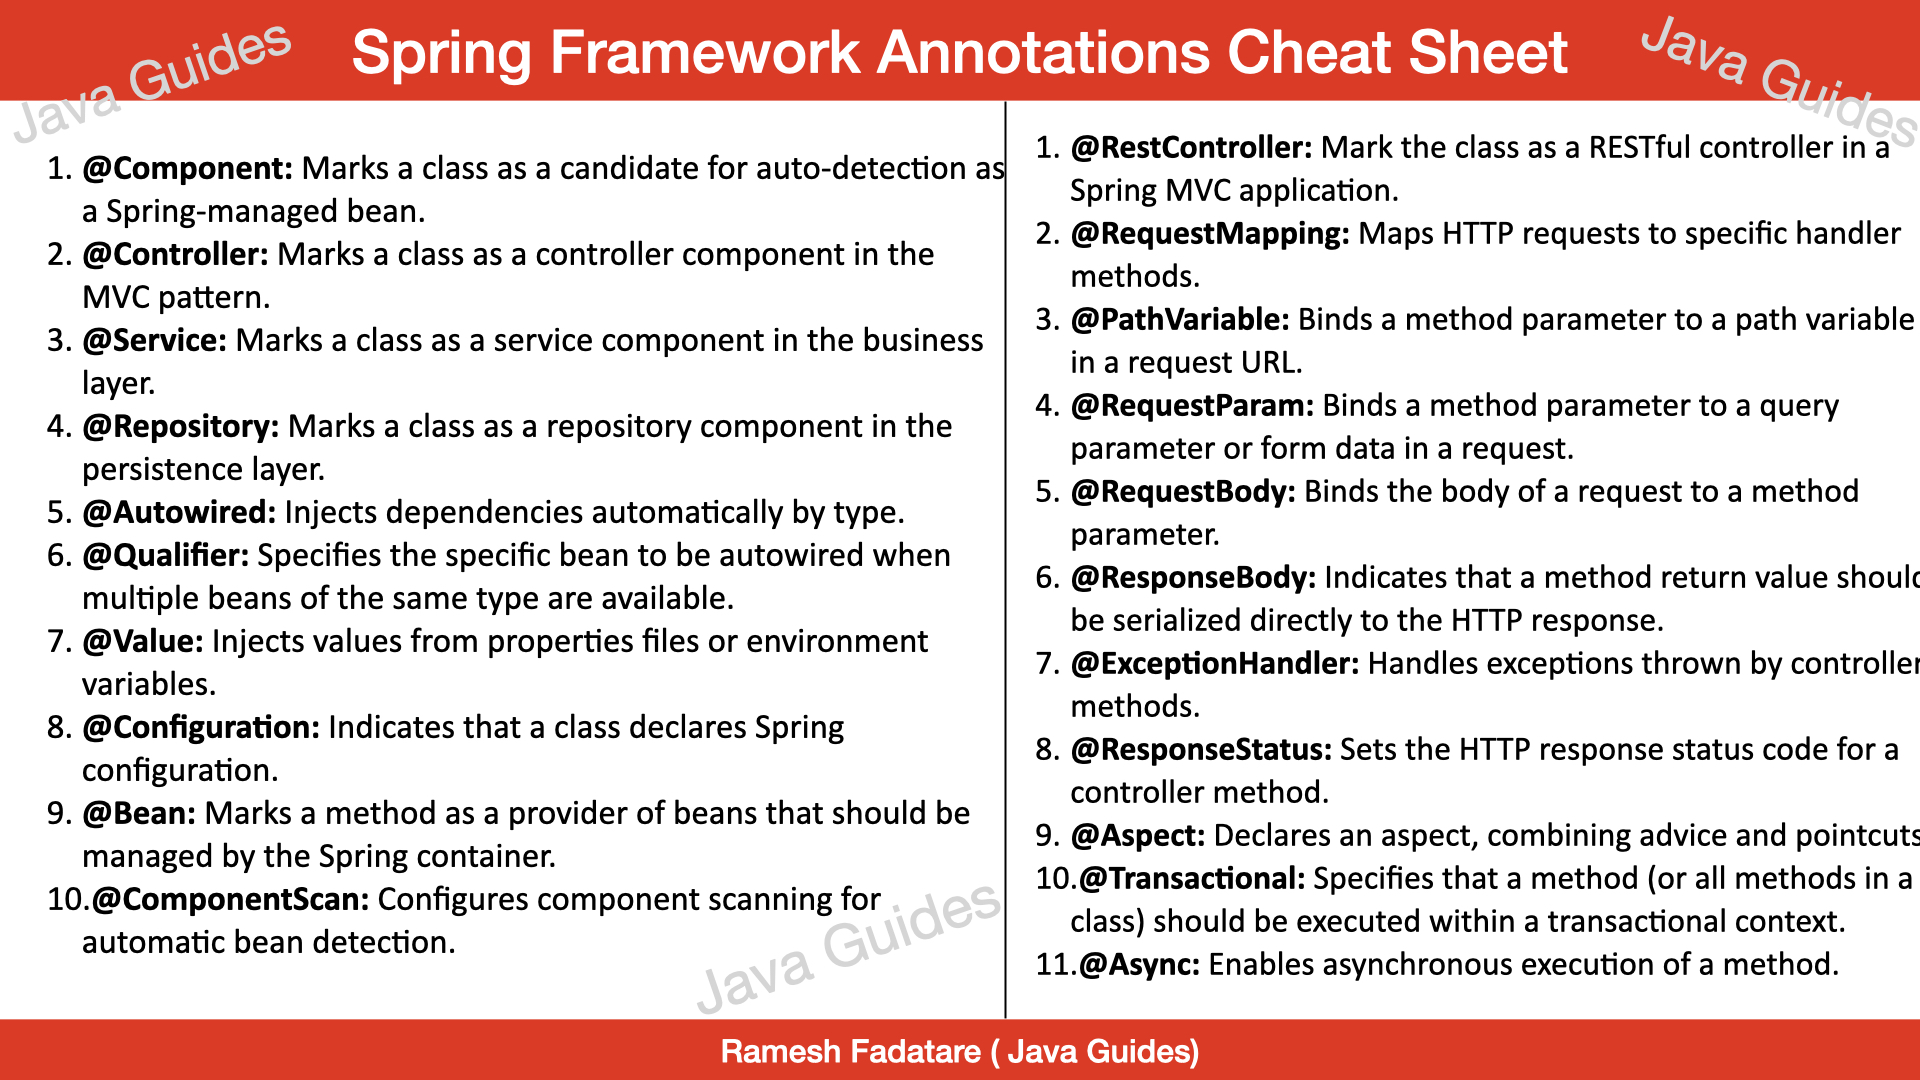 Java Guides
Spring Framework Annotations Cheat Sheet
Java Guides
1. @Component: Marks a class as a candidate for auto-detection as
a Spring-managed bean.
2. @Controller: Marks a class as a controller component in the
MVC pattern.
3. @Service: Marks a class as a service component in the business
layer.
4. @Repository: Marks a class as a repository component in the
persistence layer.
5. @Autowired: Injects dependencies automatically by type.
6. @Qualifier: Specifies the specific bean to be autowired when
multiple beans of the same type are available.
7. @Value: Injects values from properties files or environment
variables.
8. @Configuration: Indicates that a class declares Spring
configuration.
9. @Bean: Marks a method as a provider of beans that should be
managed by the Spring container.
10.@ComponentScan: Configures component scanning for
automatic bean detection.
Java Guides
1. @RestController: Mark the class as a RESTful controller in a
Spring MVC application.
2. @RequestMapping: Maps HTTP requests to specific handler
methods.
3. @PathVariable: Binds a method parameter to a path variable
in a request URL.
4. @RequestParam: Binds a method parameter to a query
parameter or form data in a request.
5. @RequestBody: Binds the body of a request to a method
parameter.
6. @ResponseBody: Indicates that a method return value should
be serialized directly to the HTTP response.
7. @ExceptionHandler: Handles exceptions thrown by controller
methods.
8. @ResponseStatus: Sets the HTTP response status code for a
controller method.
9. @Aspect: Declares an aspect, combining advice and pointcuts
10.@Transactional: Specifies that a method (or all methods in a
class) should be executed within a transactional context.
11.@Async: Enables asynchronous execution of a method.
Ramesh Fadatare ( Java Guides)